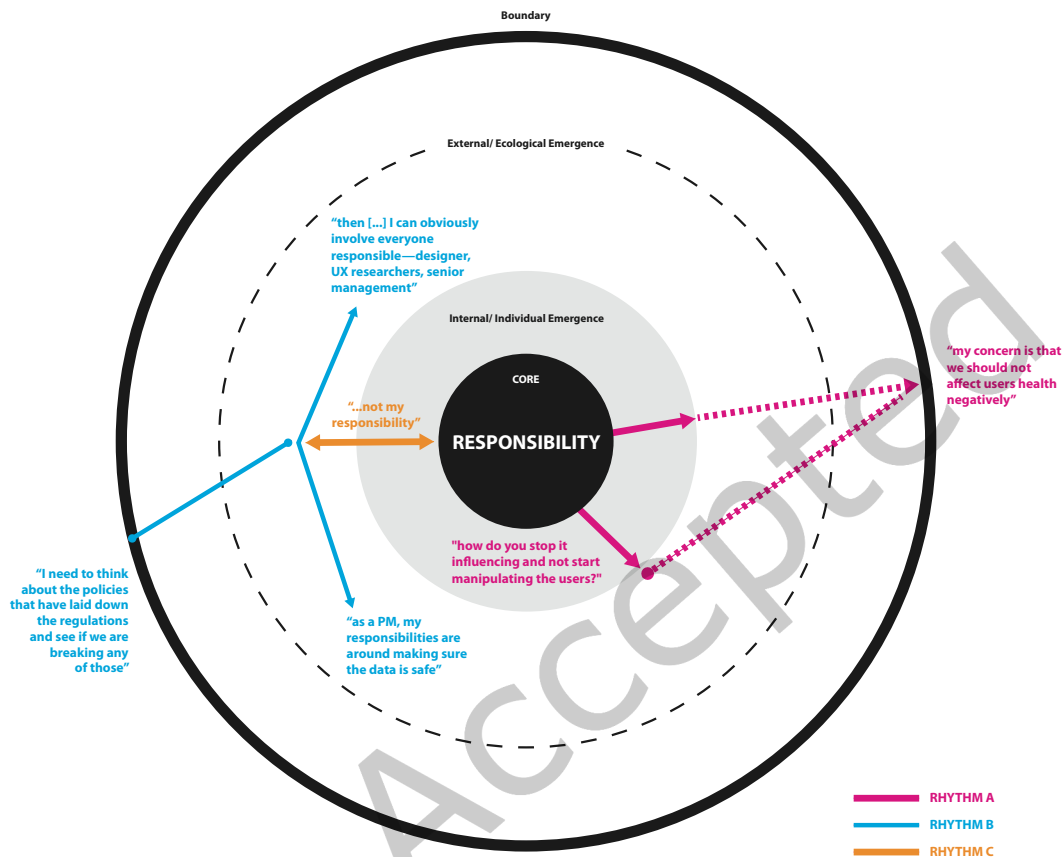 Boundary
External/ Ecological Emergence
“then [...] I can obviously
involve everyone
responsible—designer,
UX researchers, senior
management”
Internal/ Individual Emergence
“my concern is that
we should not
affect users health
negatively”
CORE
“...not my
responsibility”
RESPONSIBILITY
"how do you stop it
influencing and not start
manipulating the users?"
“I need to think
about the policies
that have laid down
the regulations
and see if we are
breaking any
of those”
“as a PM, my
responsibilities are
around making sure
the data is safe”
Accepted
RHYTHM A
RHYTHM B
RHYTHM C